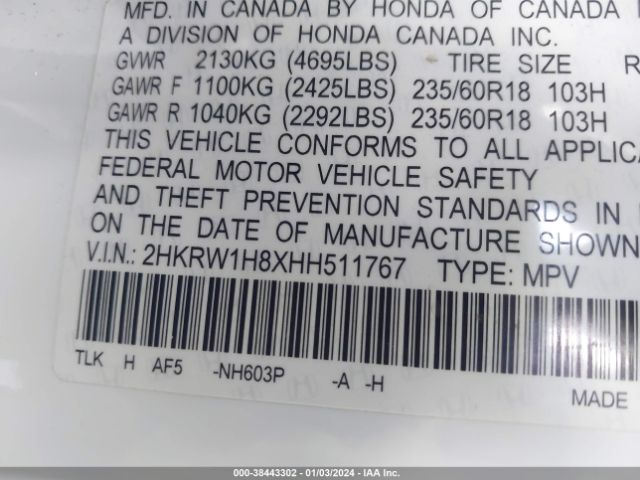 MFD. IN CANADA BY HONDA OF CANADA
A DIVISION OF HONDA CANADA INC.
GVWR 2130KG (4695LBS) TIRE SIZE R
GAWR F 1100KG (2425LBS) 235/60R18 103H
GAWR R 1040KG (2292LBS) 235/60R18 103H
THIS VEHICLE CONFORMS TO ALL APPLICA
FEDERAL MOTOR VEHICLE SAFETY
AND THEFT PREVENTION STANDARDS IN
ON THE DATE OF MANUFACTURE SHOWN
V.I.N.: 2HKRW1H8XHH511767 TYPE: MPV
TLK H AF5 -NH603P -A -H
MADE
000-38443302 - 01/03/2024 - IAA Inc.